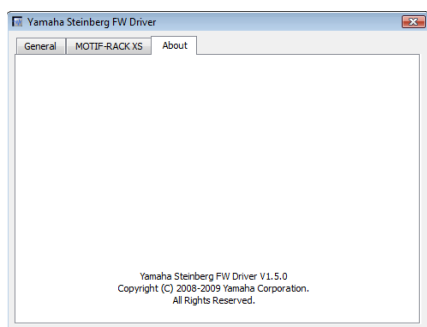 Yamaha Steinberg FW Driver
General MOTIF-RACK XS About
Yamaha Steinberg FW Driver V1.5.0
Copyright (C) 2008-2009 Yamaha Corporation.
All Rights Reserved.